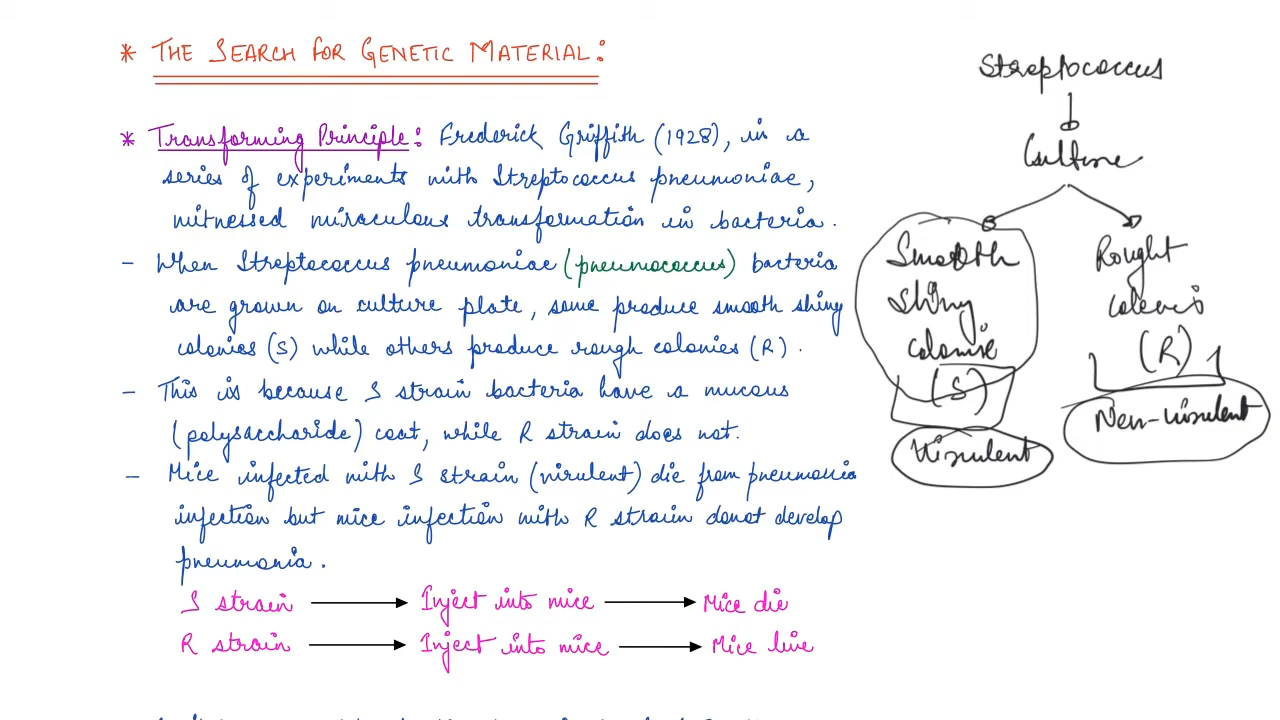 * THE SEARCH FOR GENETIC MATERIAL:
* Transforming Principle: Frederick Griffith (1928), in a
series of experiments with Streptococcus pneumoniae,
witnessed miraculous transformation in bacteria.
- When Streptococcus pneumoniae (pneumococcus) bacteria
are grown on culture plate, some produce smooth shiny
colonies (S) while others produce rough colonies (R).
- This is because S strain bacteria have a mucous
(polysaccharide) coat, while R strain does not.
- Mice infected with S strain (virulent) die from pneumonia
infection but mice infection with R strain donot develop
pneumonia.
S strain → Inject into mice → Mice die
R strain → Inject into mice → Mice live
Streptococcus
Culture
Smooth
Shiny
(S)
Virulent
Rought
(R)
Non-virulent